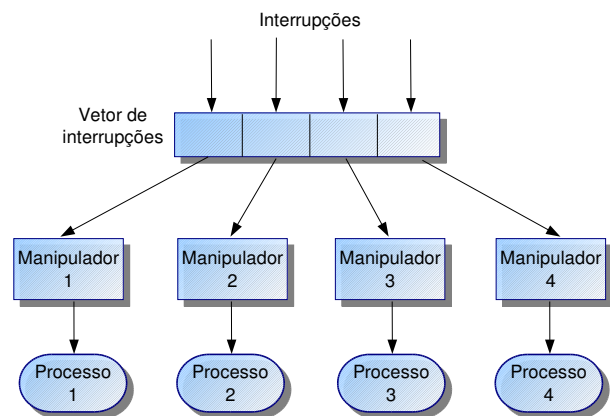 Interrupções
Vetor de
interrupções
Manipulador
1
Manipulador
2
Manipulador
3
Manipulador
4
Processo
1
Processo
2
Processo
3
Processo
4